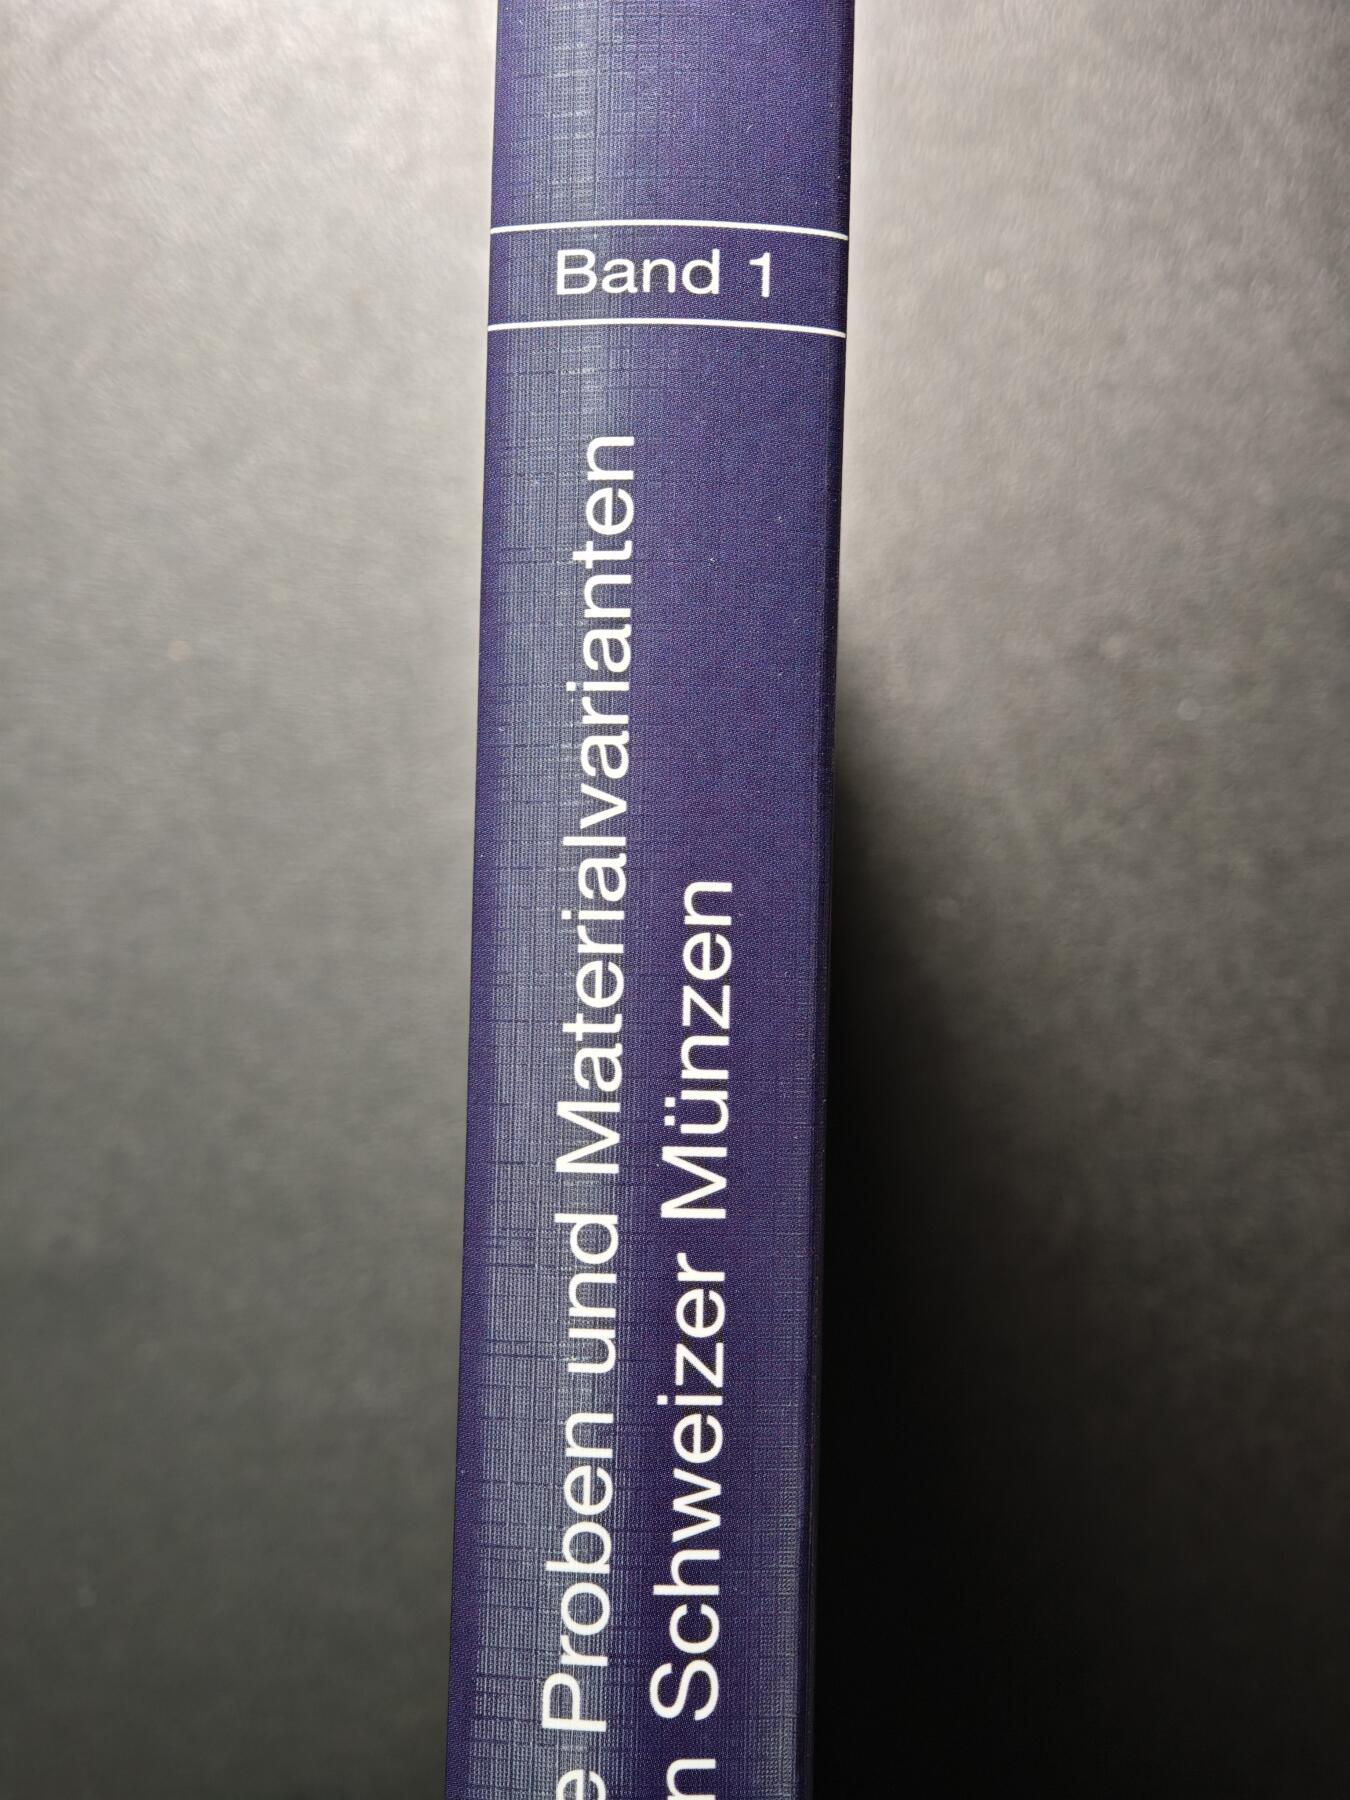 Band 1
e Proben und Materialvarianten
n Schweizer Münzen